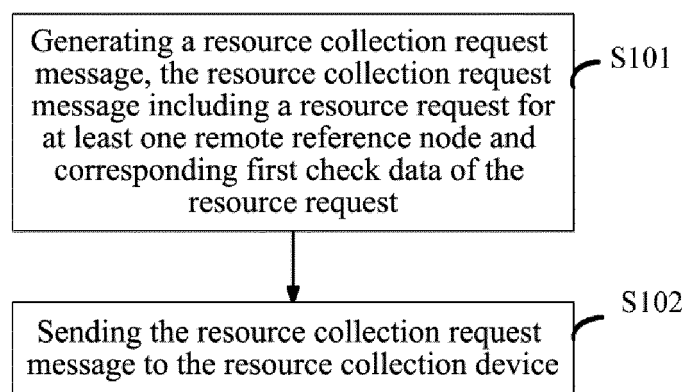 Generating a resource collection request
message, the resource collection request
message including a resource request for
at least one remote reference node and
corresponding first check data of the
resource request
S101
Sending the resource collection request
message to the resource collection device
S102